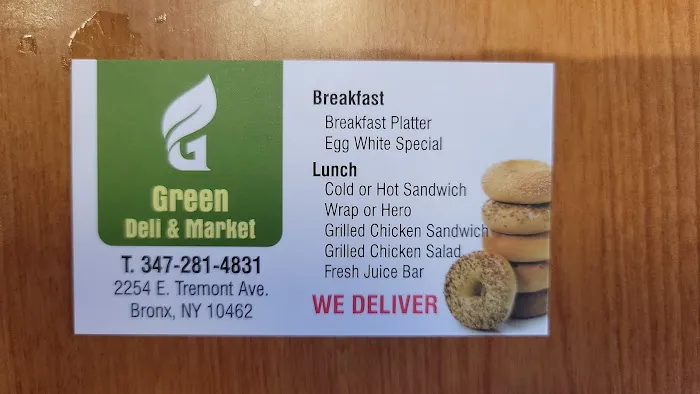 G
Green
Deli & Market
T. 347-281-4831
2254 E. Tremont Ave.
Bronx, NY 10462
Breakfast
Breakfast Platter
Egg White Special
Lunch
Cold or Hot Sandwich
Wrap or Hero
Grilled Chicken Sandwich
Grilled Chicken Salad
Fresh Juice Bar
WE DELIVER